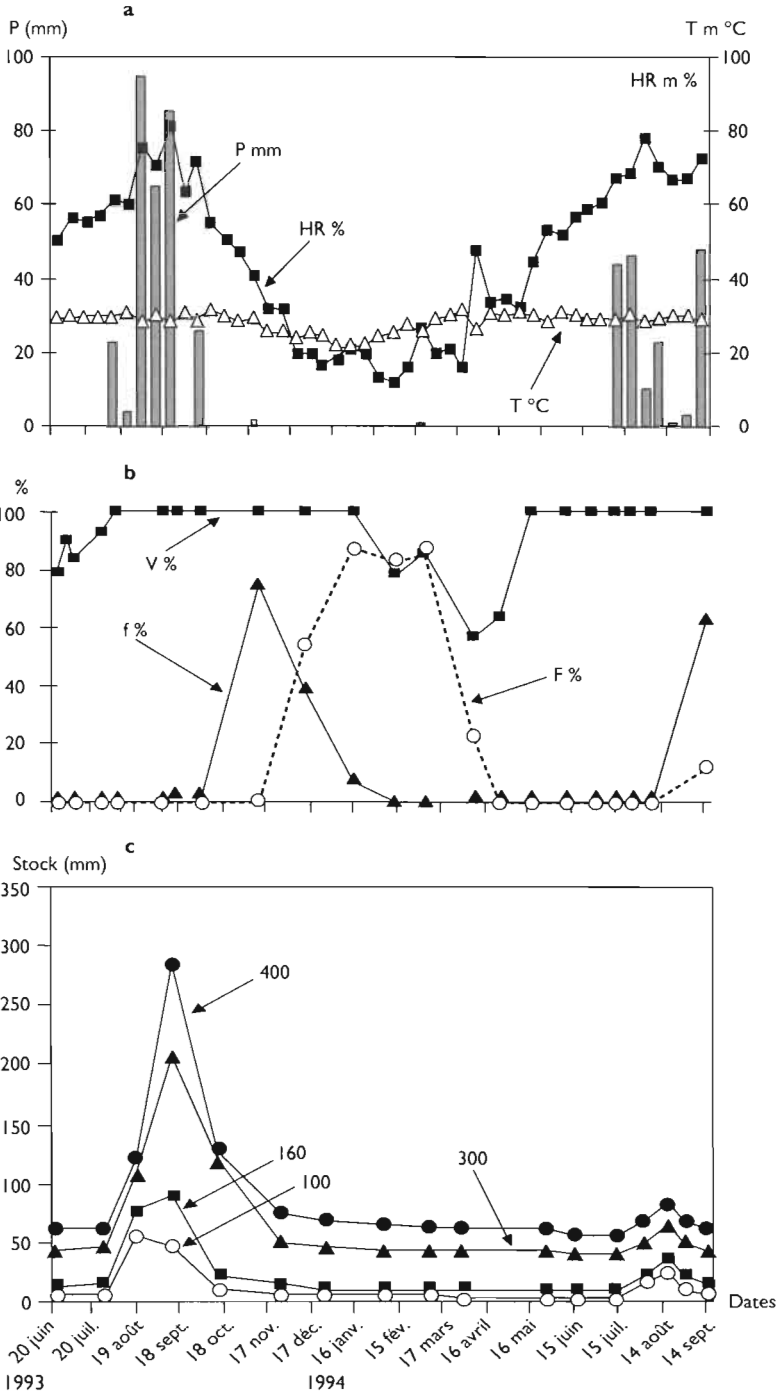 a
P (mm)
T m °C
100
80
60
40
20
0
100
80
60
40
20
0
HR m %
P mm
HR %
T °C
b
%
100
80
60
40
20
0
V %
f %
F %
c
Stock (mm)
350
300
250
200
150
100
50
0
400
160
100
300
Dates
20 juin
20 juil.
19 août
18 sept.
18 oct.
17 nov.
17 déc.
16 janv.
15 fév.
17 mars
16 avril
16 mai
15 juin
15 juil.
14 août
14 sept.
1993
1994